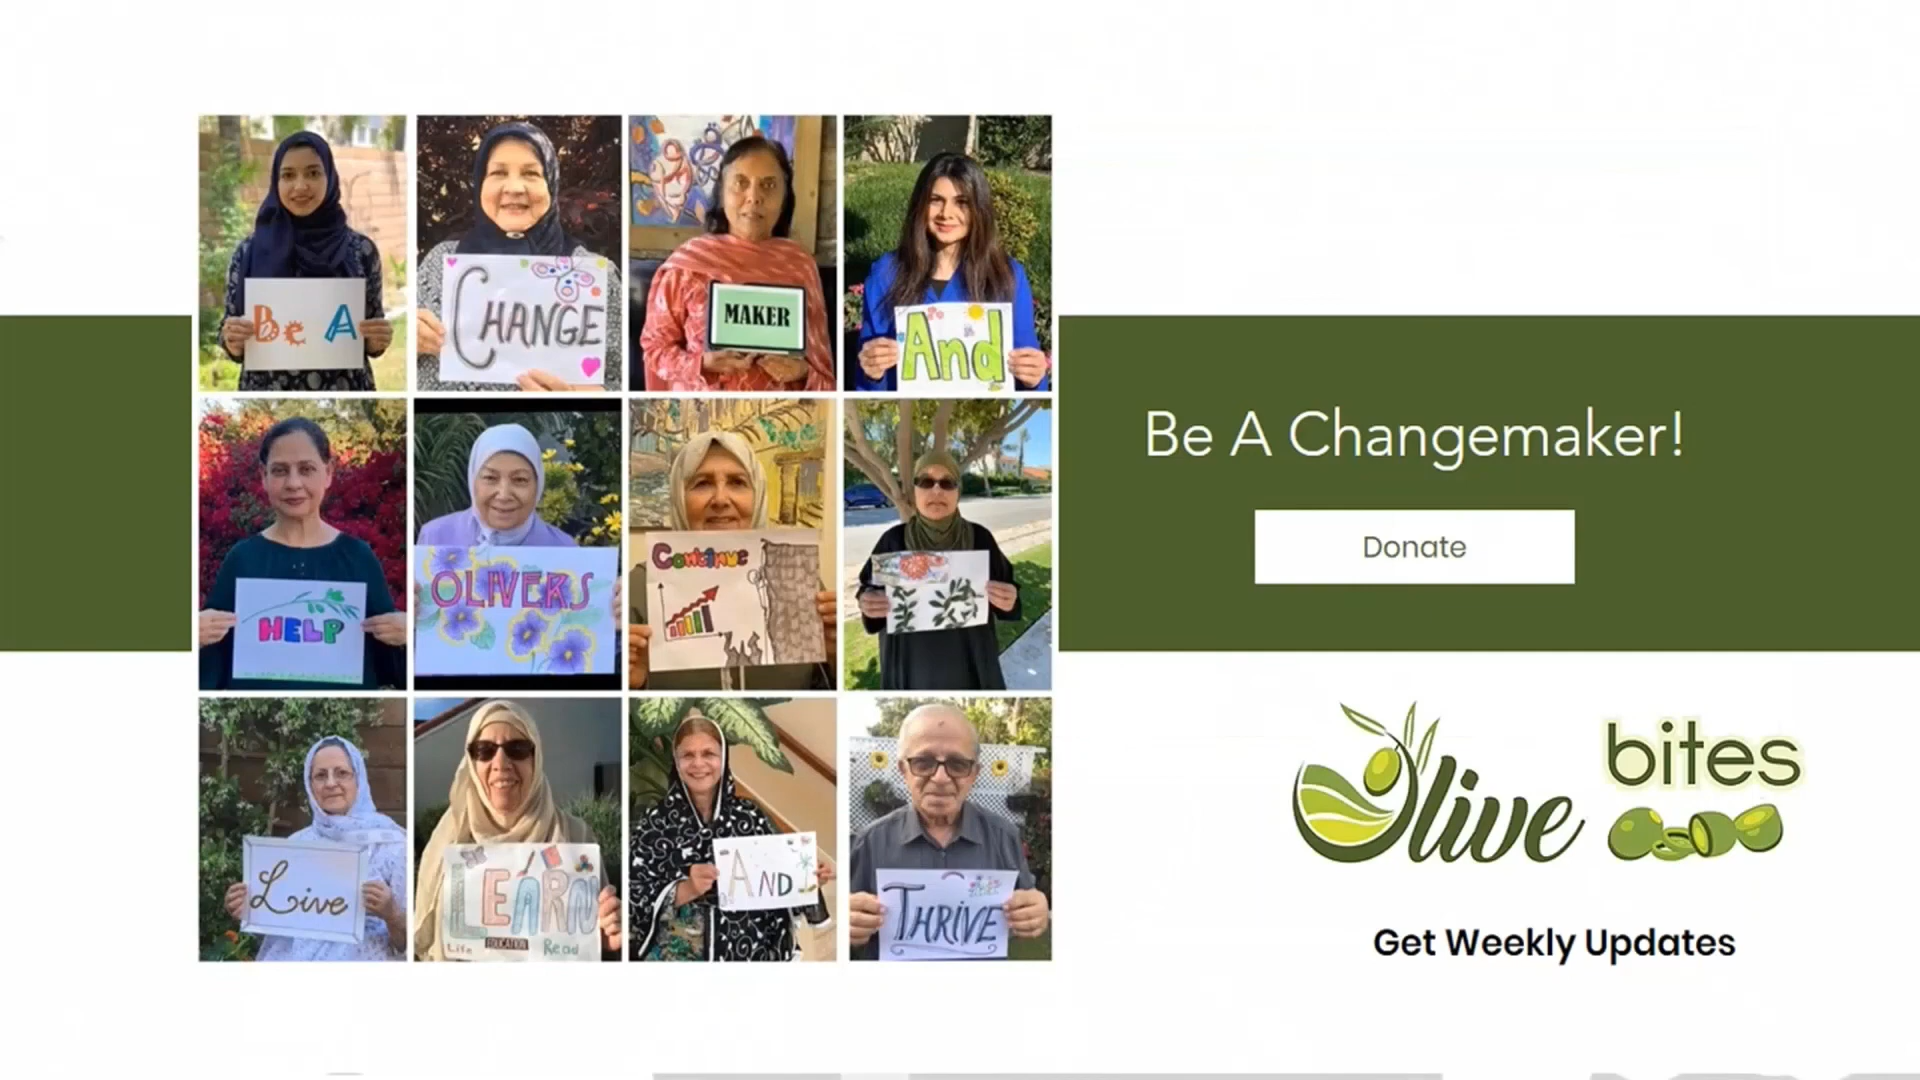 Be A
CHANGE
MAKER
And
HELP
OLIVERS
Continue
Live
LEARN
Life EDUCATION Read
AND
THRIVE
Be A Changemaker!
Donate
Olive bites
Get Weekly Updates